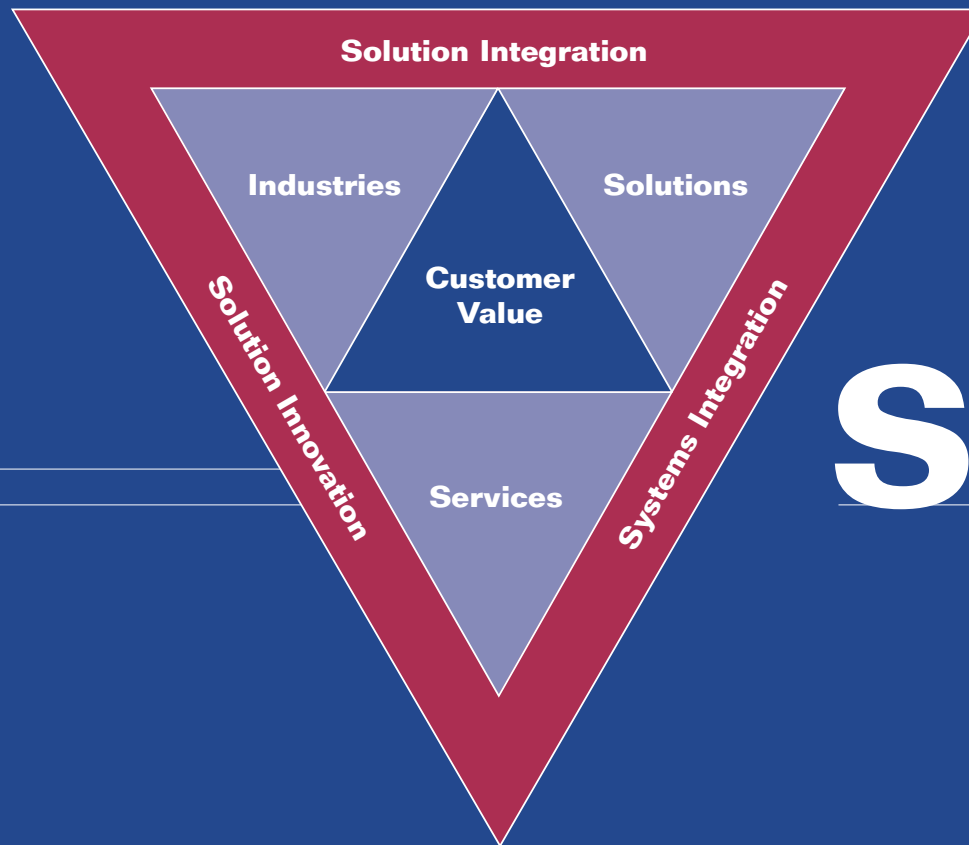 Solution Integration
Industries
Solutions
Customer
Value
Solution Innovation
Systems Integration
Services
S